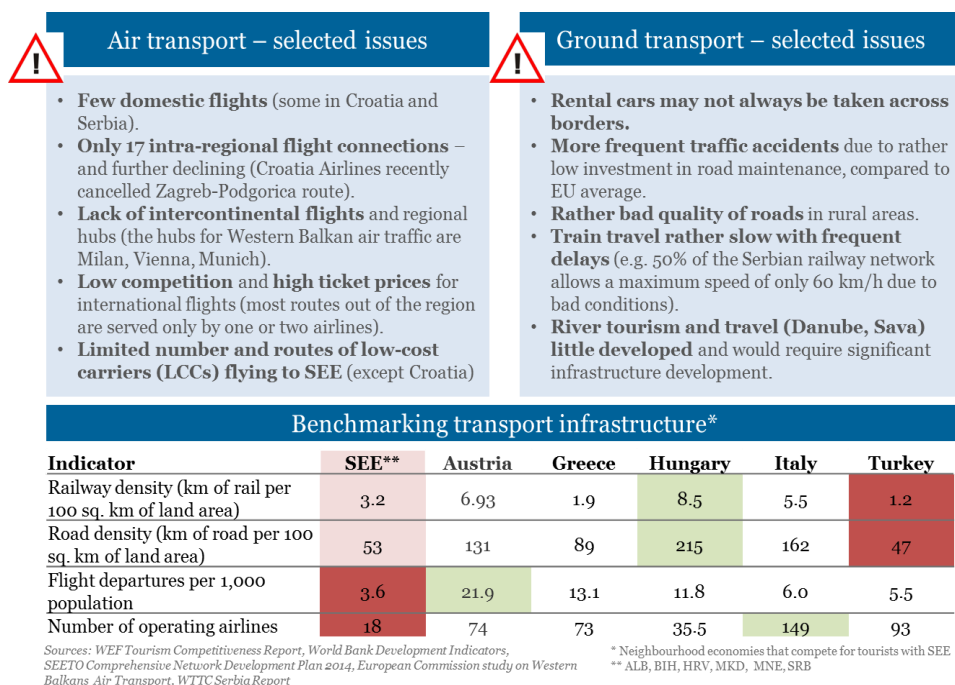 Air transport – selected issues
!
• Few domestic flights (some in Croatia and
Serbia).
• Only 17 intra-regional flight connections –
and further declining (Croatia Airlines recently
cancelled Zagreb-Podgorica route).
• Lack of intercontinental flights and regional
hubs (the hubs for Western Balkan air traffic are
Milan, Vienna, Munich).
• Low competition and high ticket prices for
international flights (most routes out of the region
are served only by one or two airlines).
• Limited number and routes of low-cost
carriers (LCCs) flying to SEE (except Croatia)
Ground transport – selected issues
!
• Rental cars may not always be taken across
borders.
• More frequent traffic accidents due to rather
low investment in road maintenance, compared to
EU average.
• Rather bad quality of roads in rural areas.
• Train travel rather slow with frequent
delays (e.g. 50% of the Serbian railway network
allows a maximum speed of only 60 km/h due to
bad conditions).
• River tourism and travel (Danube, Sava)
little developed and would require significant
infrastructure development.
Benchmarking transport infrastructure*
Indicator SEE** Austria Greece Hungary Italy Turkey
Railway density (km of rail per
100 sq. km of land area) 3.2 6.93 1.9 8.5 5.5 1.2
Road density (km of road per 100
sq. km of land area) 53 131 89 215 162 47
Flight departures per 1,000
population 3.6 21.9 13.1 11.8 6.0 5.5
Number of operating airlines 18 74 73 35.5 149 93
Sources: WEF Tourism Competitiveness Report, World Bank Development Indicators,
SEETO Comprehensive Network Development Plan 2014, European Commission study on Western
Balkans Air Transport, WTTC Serbia Report
* Neighbourhood economies that compete for tourists with SEE
** ALB, BIH, HRV, MKD, MNE, SRB